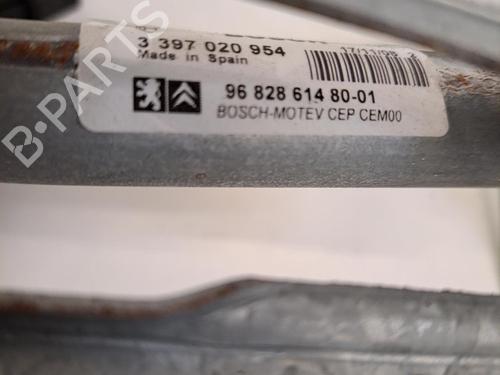 3 397 020 954
Made in Spain
96 828 614 80-01
BOSCH-MOTEV CEP CEM00
B-PARTS